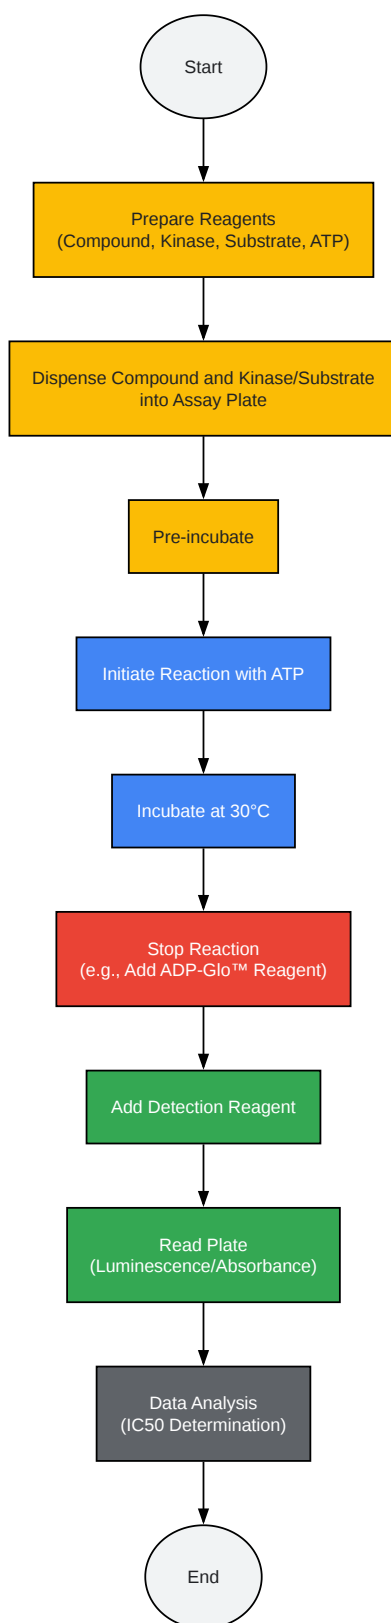 Start
Prepare Reagents
(Compound, Kinase, Substrate, ATP)
Dispense Compound and Kinase/Substrate
into Assay Plate
Pre-incubate
Initiate Reaction with ATP
Incubate at 30°C
Stop Reaction
(e.g., Add ADP-Glo™ Reagent)
Add Detection Reagent
Read Plate
(Luminescence/Absorbance)
Data Analysis
(IC50 Determination)
End